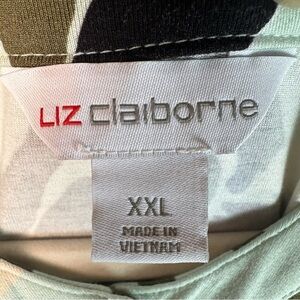 LIZ claiborne
XXL
MADE IN
VIETNAM